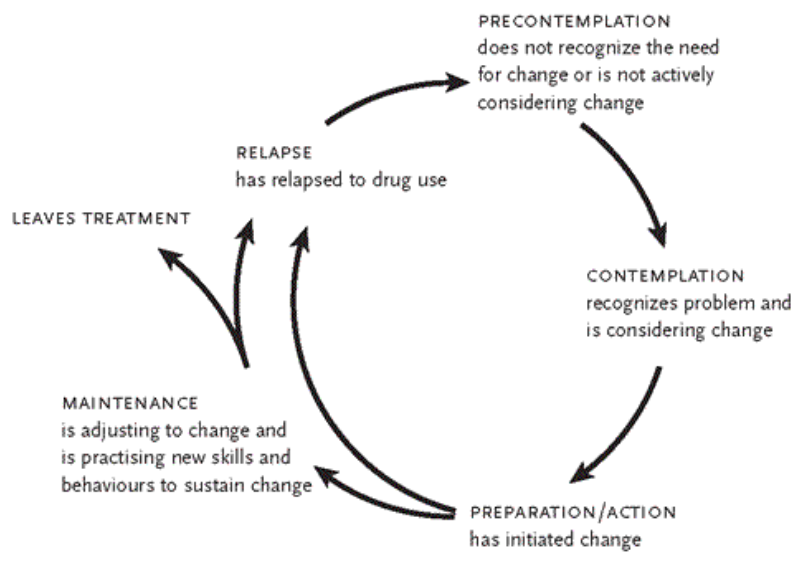 PRECONTEMPLATION
does not recognize the need
for change or is not actively
considering change
CONTEMPLATION
recognizes problem and
is considering change
PREPARATION/ACTION
has initiated change
MAINTENANCE
is adjusting to change and
is practising new skills and
behaviours to sustain change
LEAVES TREATMENT
RELAPSE
has relapsed to drug use